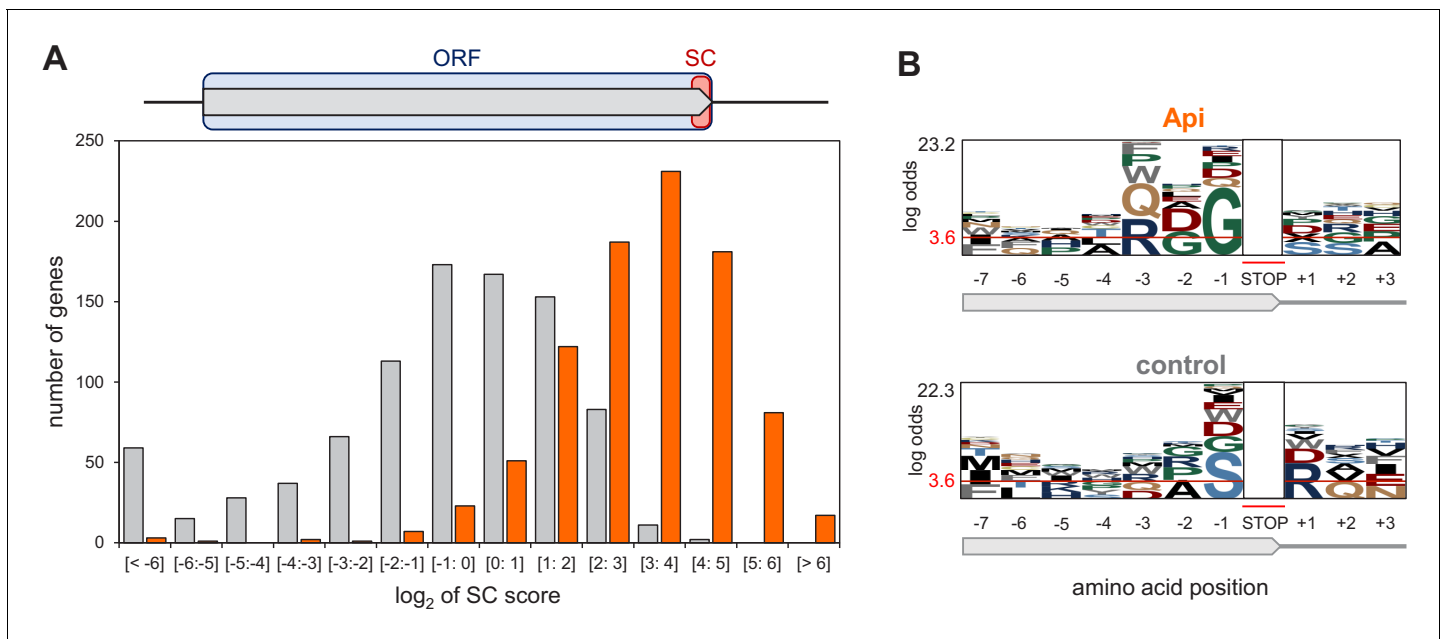 A
ORF
SC
250
200
150
100
50
0
number of genes
[< -6] [-6:-5] [-5:-4] [-4:-3] [-3:-2] [-2:-1] [-1: 0] [0: 1] [1: 2] [2: 3] [3: 4] [4: 5] [5: 6] [> 6]
log2 of SC score
B
Api
23.2
log odds
3.6
-7 -6 -5 -4 -3 -2 -1 STOP +1 +2 +3
control
22.3
log odds
3.6
-7 -6 -5 -4 -3 -2 -1 STOP +1 +2 +3
amino acid position